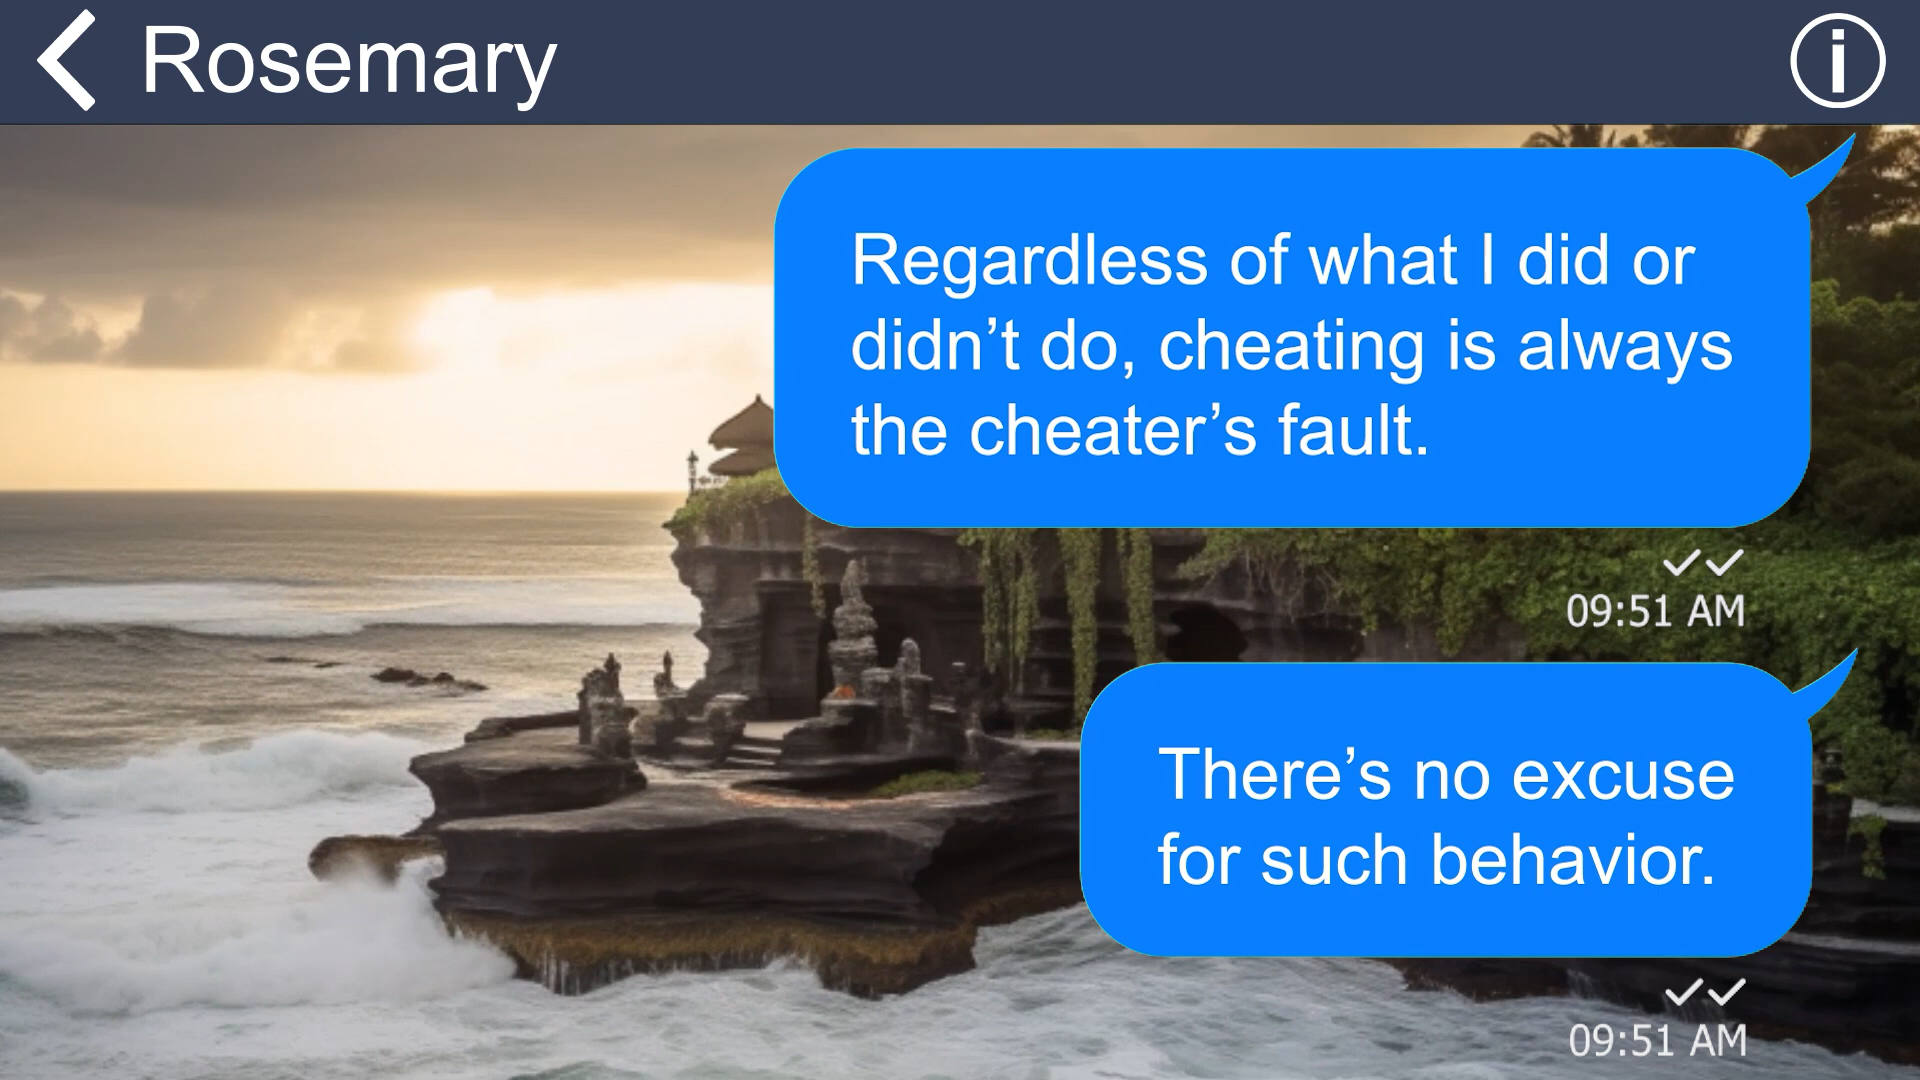 Rosemary
Regardless of what I did or
didn’t do, cheating is always
the cheater’s fault.
09:51 AM
There’s no excuse
for such behavior.
09:51 AM